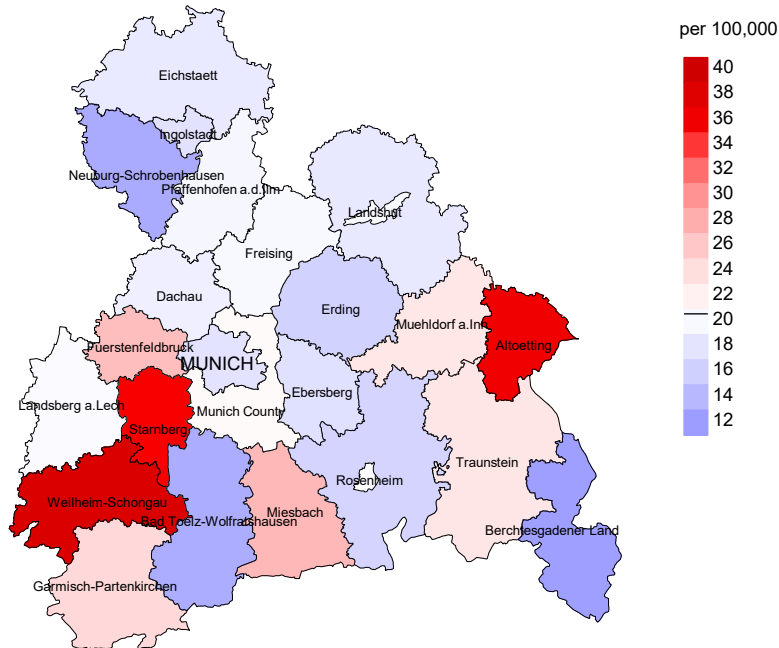 per 100,000
40
38
36
34
32
30
28
26
24
22
20
18
16
14
12
Eichstaett
Ingolstadt
Neuburg-Schrobenhausen
Pfaffenhofen a.d.Ilm
Landshut
Freising
Dachau
Erding
Muehldorf a.Inn
Altoetting
Fuerstenfeldbruck
MUNICH
Ebersberg
Landsberg a.Lech
Munich County
Starnberg
Traunstein
Rosenheim
Weilheim-Schongau
Miesbach
Bad Toelz-Wolfratshausen
Berchtesgadener Land
Garmisch-Partenkirchen